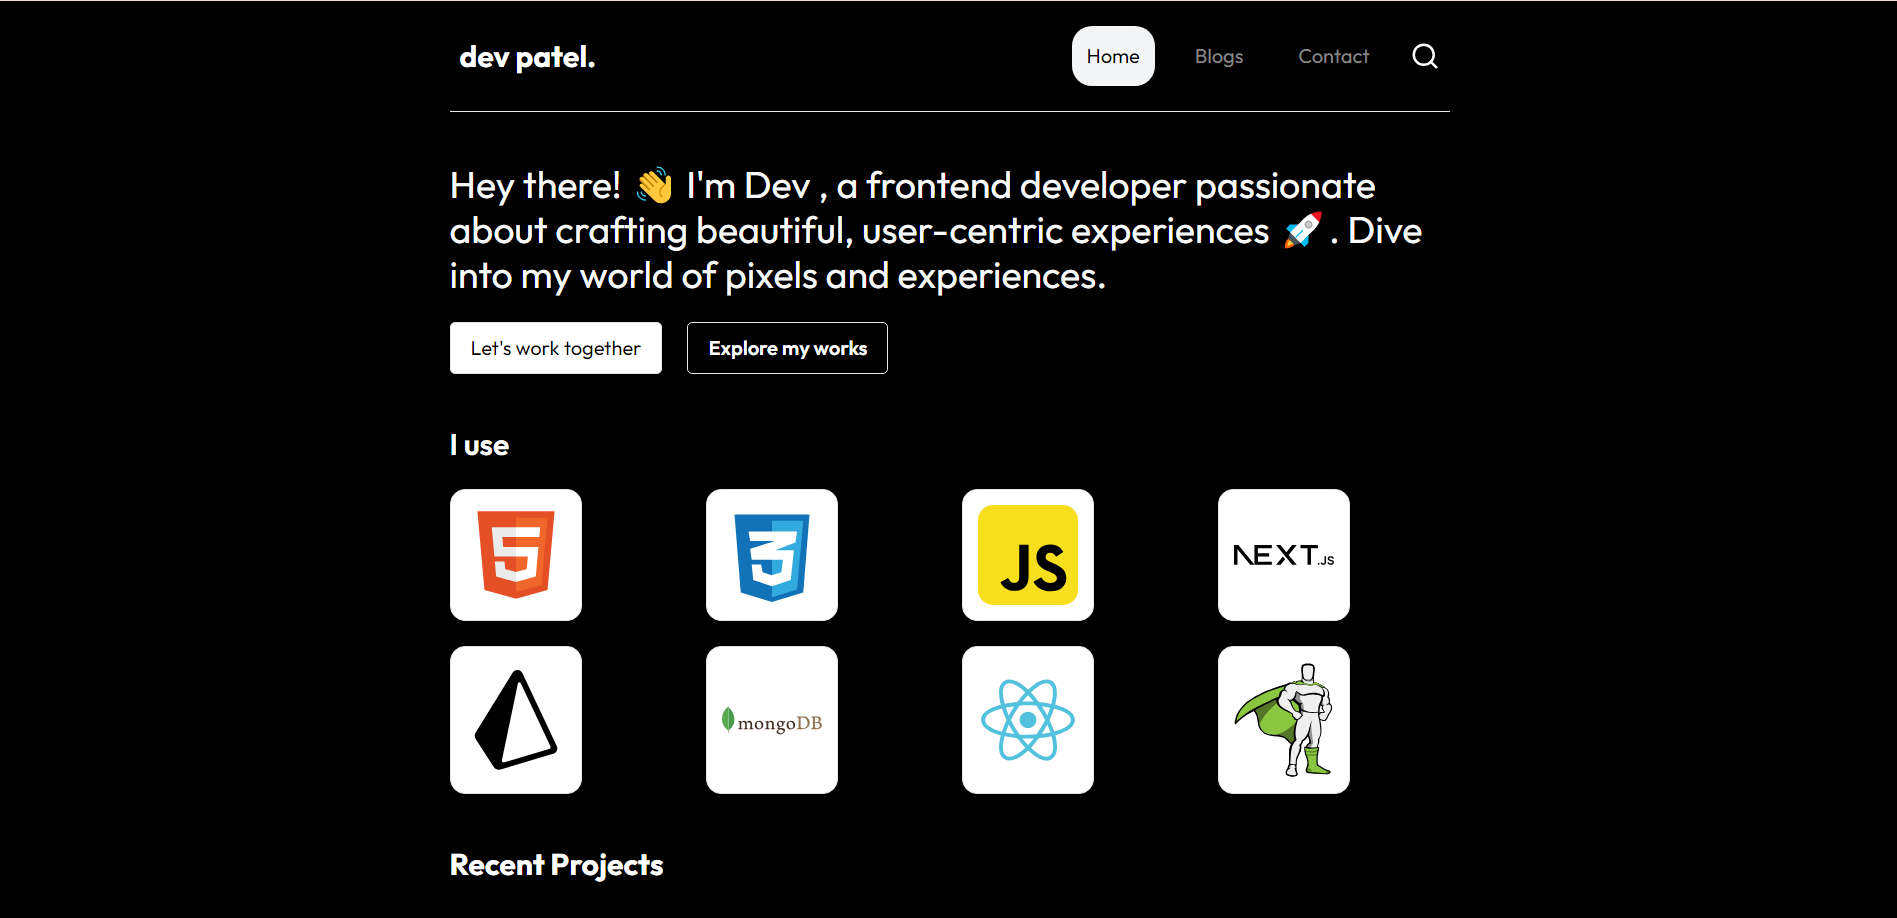 dev patel.
Home
Blogs
Contact
Hey there! 👋 I'm Dev , a frontend developer passionate
about crafting beautiful, user-centric experiences 🚀 . Dive
into my world of pixels and experiences.
Let's work together
Explore my works
I use
5
3
JS
NEXT.JS
mongoDB
Recent Projects